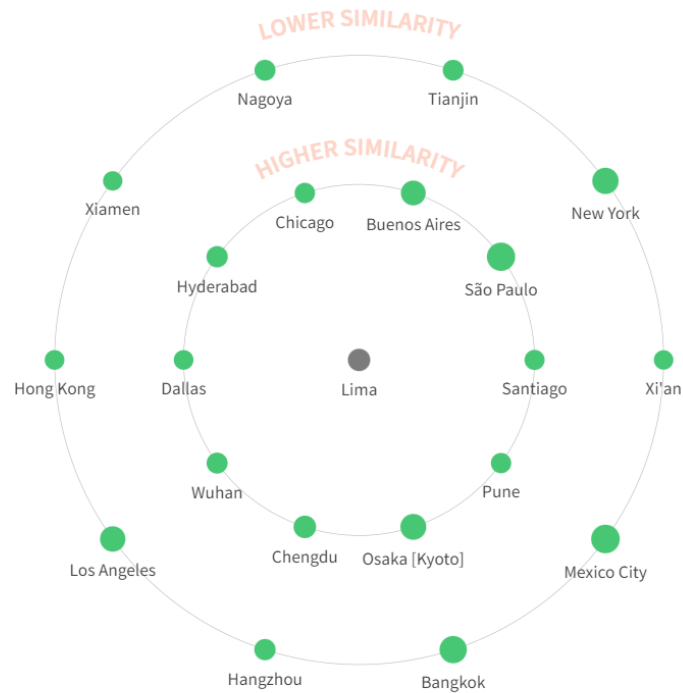 LOWER SIMILARITY
Nagoya
Tianjin
HIGHER SIMILARITY
Xiamen
New York
Chicago
Buenos Aires
Hyderabad
São Paulo
Hong Kong
Dallas
Lima
Santiago
Xi'an
Wuhan
Pune
Chengdu
Osaka [Kyoto]
Los Angeles
Mexico City
Hangzhou
Bangkok